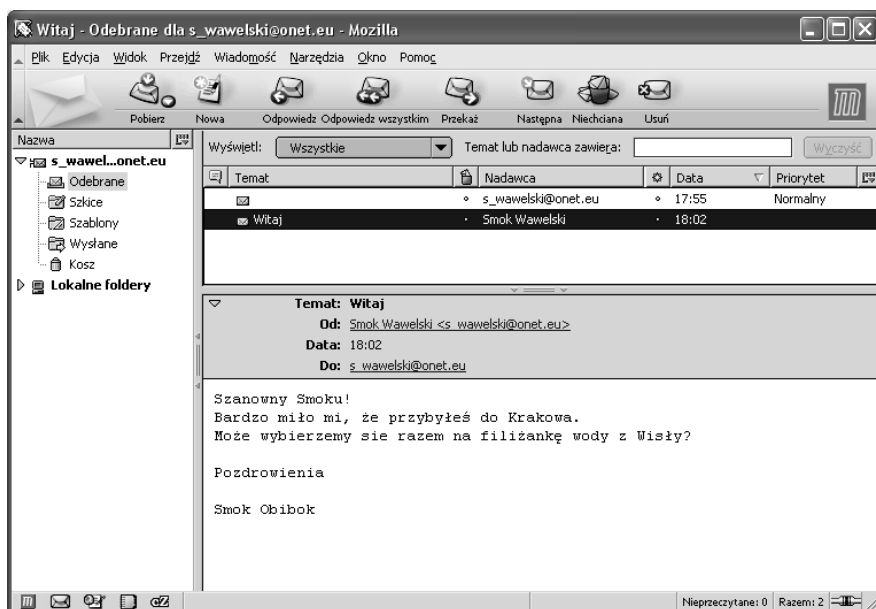 Witaj - Odebrane dla s_wawelski@onet.eu - Mozilla
Plik Edycja Widok Przejdź Wiadomość Narzędzia Okno Pomoc
Pobierz Nowa Odpowiedz Odpowiedz wszystkim Przekaż Następna Niechciana Usuń
Nazwa
s_wawel...onet.eu
Odebrane
Szkice
Szablony
Wysłane
Kosz
Lokalne foldery
Wyświetl: Wszystkie Temat lub nadawca zawiera: Wyczyść
Temat Nadawca Data Priorytet
s_wawelski@onet.eu 17:55 Normalny
Witaj Smok Wawelski 18:02
Temat: Witaj
Od: Smok Wawelski <s_wawelski@onet.eu>
Data: 18:02
Do: s_wawelski@onet.eu
Szanowny Smoku!
Bardzo miło mi, że przybyłeś do Krakowa.
Może wybierzemy sie razem na filiżankę wody z Wisły?
Pozdrowienia
Smok Obibok
Nieprzeczytane: 0 Razem: 2